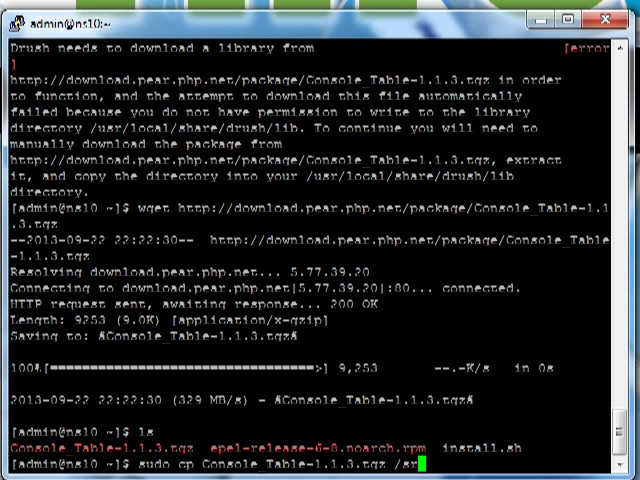 admin@ns10:~
Drush needs to download a library from [error
]
http://download.pear.php.net/package/Console_Table-1.1.3.tgz in order
to function, and the attempt to download this file automatically
failed because you do not have permission to write to the library
directory /usr/local/share/drush/lib. To continue you will need to
manually download the package from
http://download.pear.php.net/package/Console_Table-1.1.3.tgz, extract
it, and copy the directory into your /usr/local/share/drush/lib
directory.
[admin@ns10 ~]$ wget http://download.pear.php.net/package/Console_Table-1.1
.3.tgz
--2013-09-22 22:22:30-- http://download.pear.php.net/package/Console_Table
-1.1.3.tgz
Resolving download.pear.php.net... 5.77.39.20
Connecting to download.pear.php.net|5.77.39.20|:80... connected.
HTTP request sent, awaiting response... 200 OK
Length: 9253 (9.0K) [application/x-gzip]
Saving to: âConsole_Table-1.1.3.tgzâ
100%[===================================>] 9,253 --.-K/s in 0s
2013-09-22 22:22:30 (329 MB/s) - âConsole_Table-1.1.3.tgzâ
[admin@ns10 ~]$ ls
Console_Table-1.1.3.tgz epel-release-6-8.noarch.rpm install.sh
[admin@ns10 ~]$ sudo cp Console_Table-1.1.3.tgz /sr